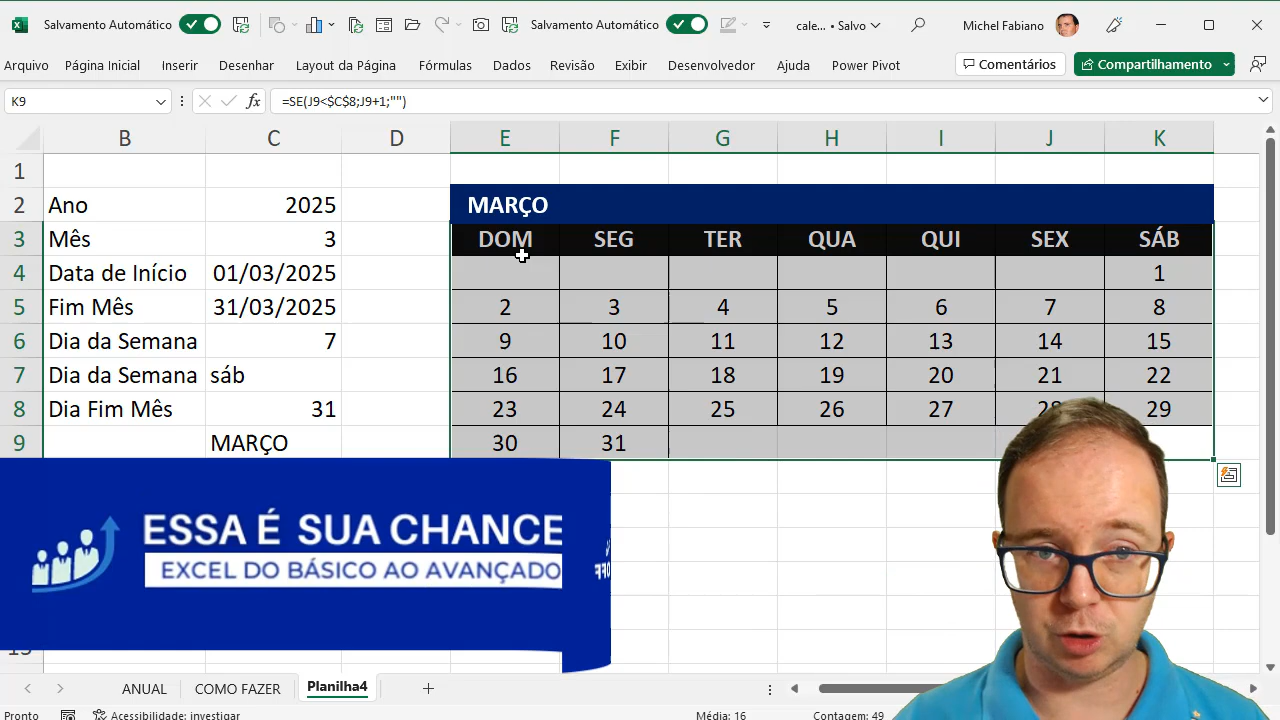 Salvamento Automático
Salvamento Automático
cale... • Salvo
Michel Fabiano
Arquivo Página Inicial Inserir Desenhar Layout da Página Fórmulas Dados Revisão Exibir Desenvolvedor Ajuda Power Pivot Comentários Compartilhamento
K9 fx =SE(J9<$C$8;J9+1;"")
B C D E F G H I J K
1
2 Ano 2025 MARÇO
3 Mês 3 DOM SEG TER QUA QUI SEX SÁB
4 Data de Início 01/03/2025 1
5 Fim Mês 31/03/2025 2 3 4 5 6 7 8
6 Dia da Semana 7 9 10 11 12 13 14 15
7 Dia da Semana sáb 16 17 18 19 20 21 22
8 Dia Fim Mês 31 23 24 25 26 27 28 29
9 MARÇO 30 31
ESSA É SUA CHANCE
EXCEL DO BÁSICO AO AVANÇADO
ANUAL COMO FAZER Planilha4
Pronto Acessibilidade: investigar Média: 16 Contagem: 49